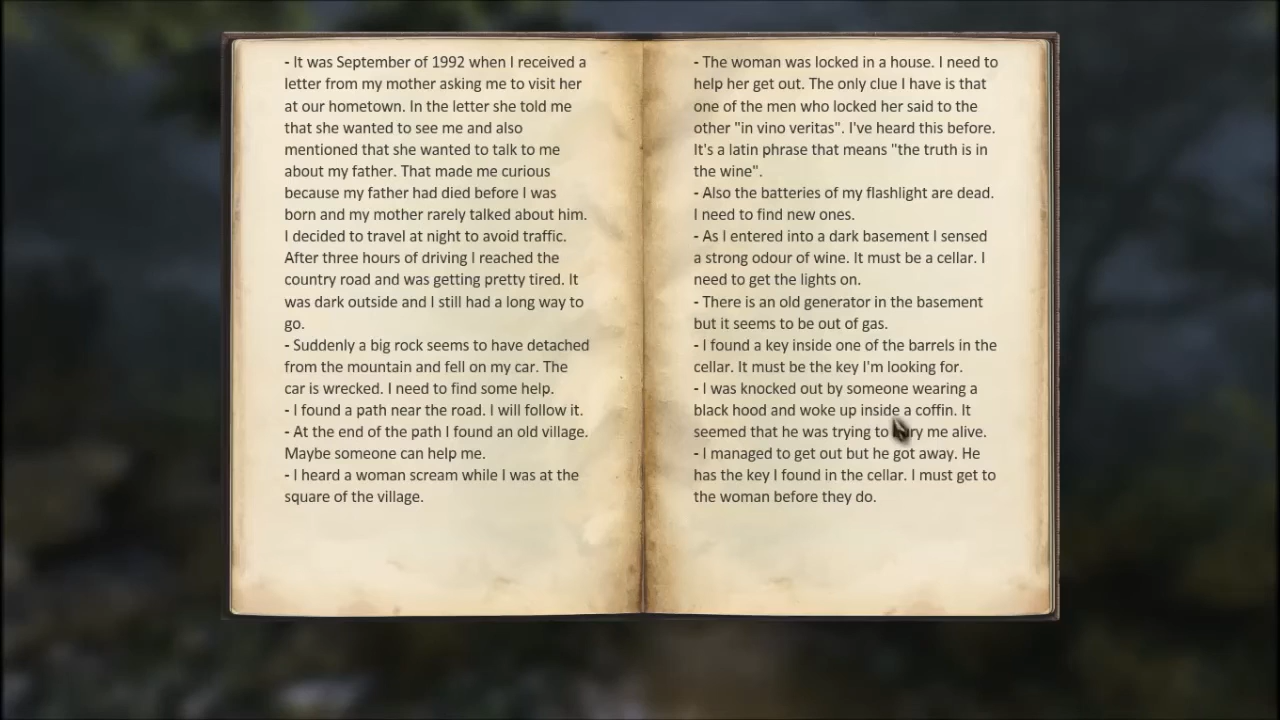 - It was September of 1992 when I received a
letter from my mother asking me to visit her
at our hometown. In the letter she told me
that she wanted to see me and also
mentioned that she wanted to talk to me
about my father. That made me curious
because my father had died before I was
born and my mother rarely talked about him.
I decided to travel at night to avoid traffic.
After three hours of driving I reached the
country road and was getting pretty tired. It
was dark outside and I still had a long way to
go.
- Suddenly a big rock seems to have detached
from the mountain and fell on my car. The
car is wrecked. I need to find some help.
- I found a path near the road. I will follow it.
- At the end of the path I found an old village.
Maybe someone can help me.
- I heard a woman scream while I was at the
square of the village.
- The woman was locked in a house. I need to
help her get out. The only clue I have is that
one of the men who locked her said to the
other "in vino veritas". I've heard this before.
It's a latin phrase that means "the truth is in
the wine".
- Also the batteries of my flashlight are dead.
I need to find new ones.
- As I entered into a dark basement I sensed
a strong odour of wine. It must be a cellar. I
need to get the lights on.
- There is an old generator in the basement
but it seems to be out of gas.
- I found a key inside one of the barrels in the
cellar. It must be the key I'm looking for.
- I was knocked out by someone wearing a
black hood and woke up inside a coffin. It
seemed that he was trying to bury me alive.
- I managed to get out but he got away. He
has the key I found in the cellar. I must get to
the woman before they do.